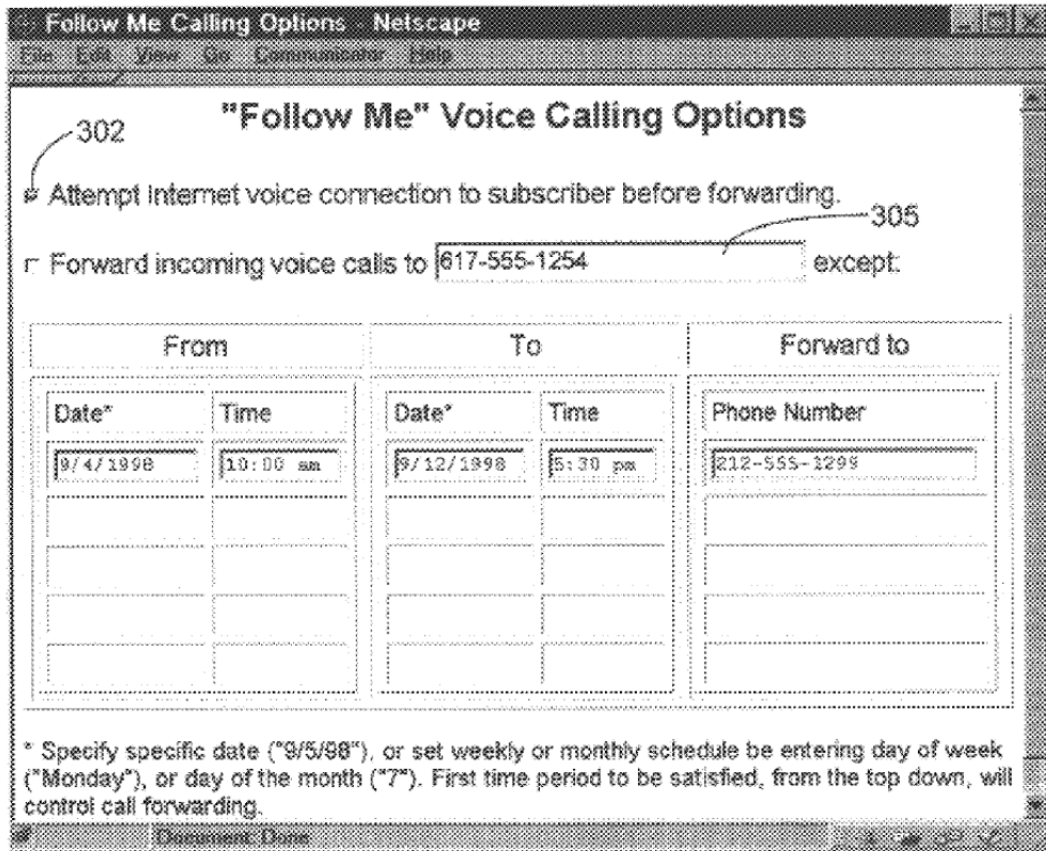 Follow Me Calling Options - Netscape
File Edit View Go Communicator Help
"Follow Me" Voice Calling Options
302
Attempt Internet voice connection to subscriber before forwarding.
305
Forward incoming voice calls to 617-555-1254 except:
From To Forward to
Date* Time Date* Time Phone Number
9/4/1998 10:00 am 9/12/1998 5:30 pm 212-555-1299
* Specify specific date ("9/5/98"), or set weekly or monthly schedule be entering day of week
("Monday"), or day of the month ("7"). First time period to be satisfied, from the top down, will
control call forwarding.
Document: Done